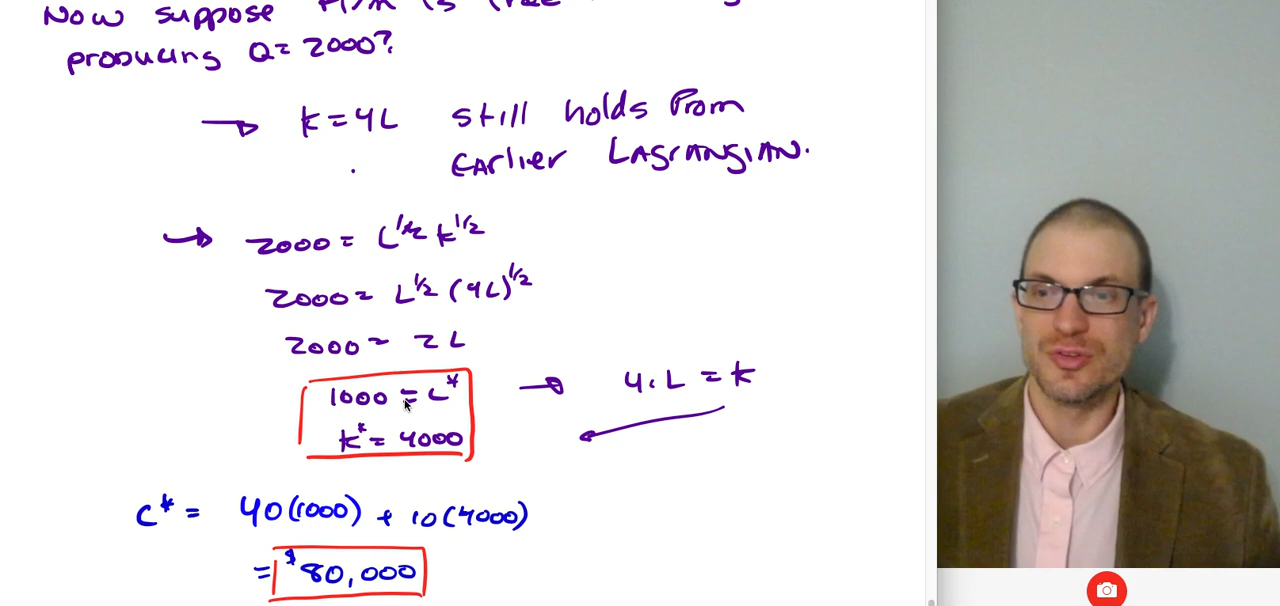 Now suppose
producing Q = 2000?
→ K = 4L still holds from
Earlier LAGRANGIAN.
→ 2000 = L^1/2 K^1/2
2000 = L^1/2 (4L)^1/2
2000 = 2L
1000 = L* → 4·L = K
K* = 4000
C* = 40(1000) + 10(4000)
= $80,000